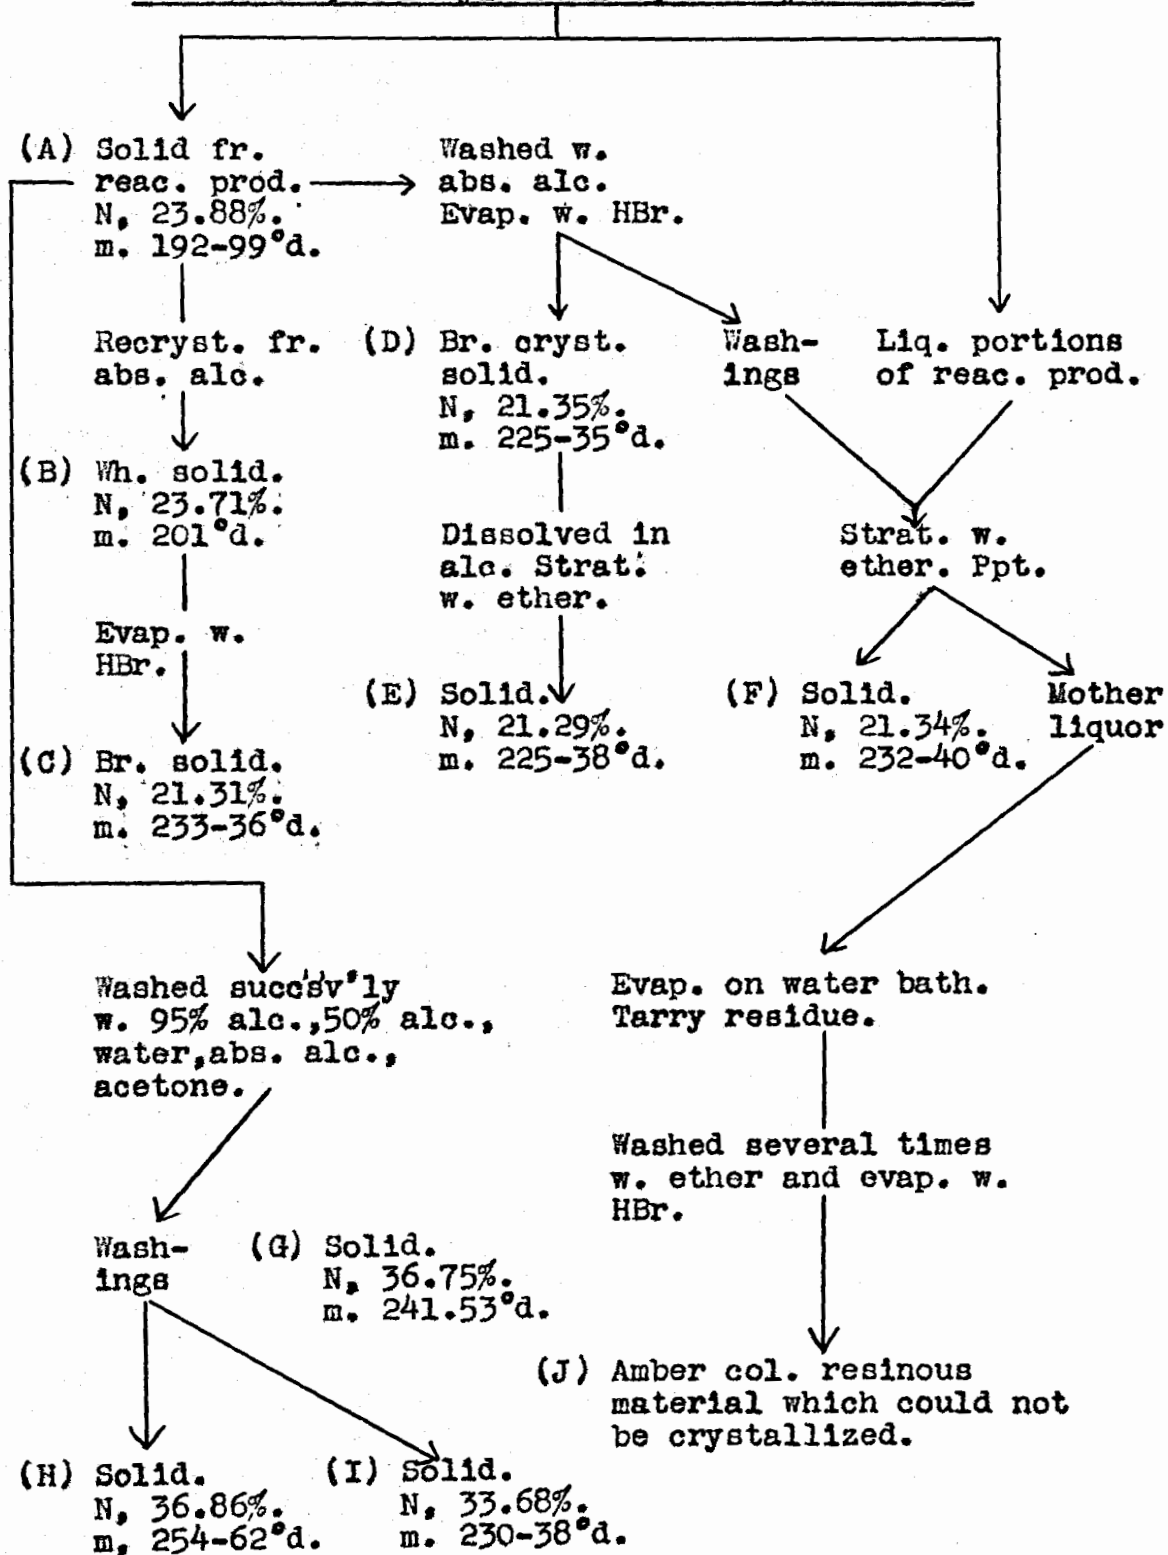 (A) Solid fr.
reac. prod.
N, 23.88%.
m. 192-99°d.
Washed w.
abs. alc.
Evap. w. HBr.
Recryst. fr.
abs. alc.
(D) Br. cryst.
solid.
N, 21.35%.
m. 225-35°d.
Wash-
ings
Liq. portions
of reac. prod.
(B) Wh. solid.
N, 23.71%.
m. 201°d.
Dissolved in
alc. Strat.
w. ether.
Strat. w.
ether. Ppt.
Evap. w.
HBr.
(E) Solid.
N, 21.29%.
m. 225-38°d.
(F) Solid.
N, 21.34%.
m. 232-40°d.
Mother
liquor
(C) Br. solid.
N, 21.31%.
m. 233-36°d.
Washed succ'sv'ly
w. 95% alc.,50% alc.,
water,abs. alc.,
acetone.
Evap. on water bath.
Tarry residue.
Washed several times
w. ether and evap. w.
HBr.
Wash-
ings
(G) Solid.
N, 36.75%.
m. 241.53°d.
(J) Amber col. resinous
material which could not
be crystallized.
(H) Solid.
N, 36.86%.
m. 254-62°d.
(I) Solid.
N, 33.68%.
m. 230-38°d.